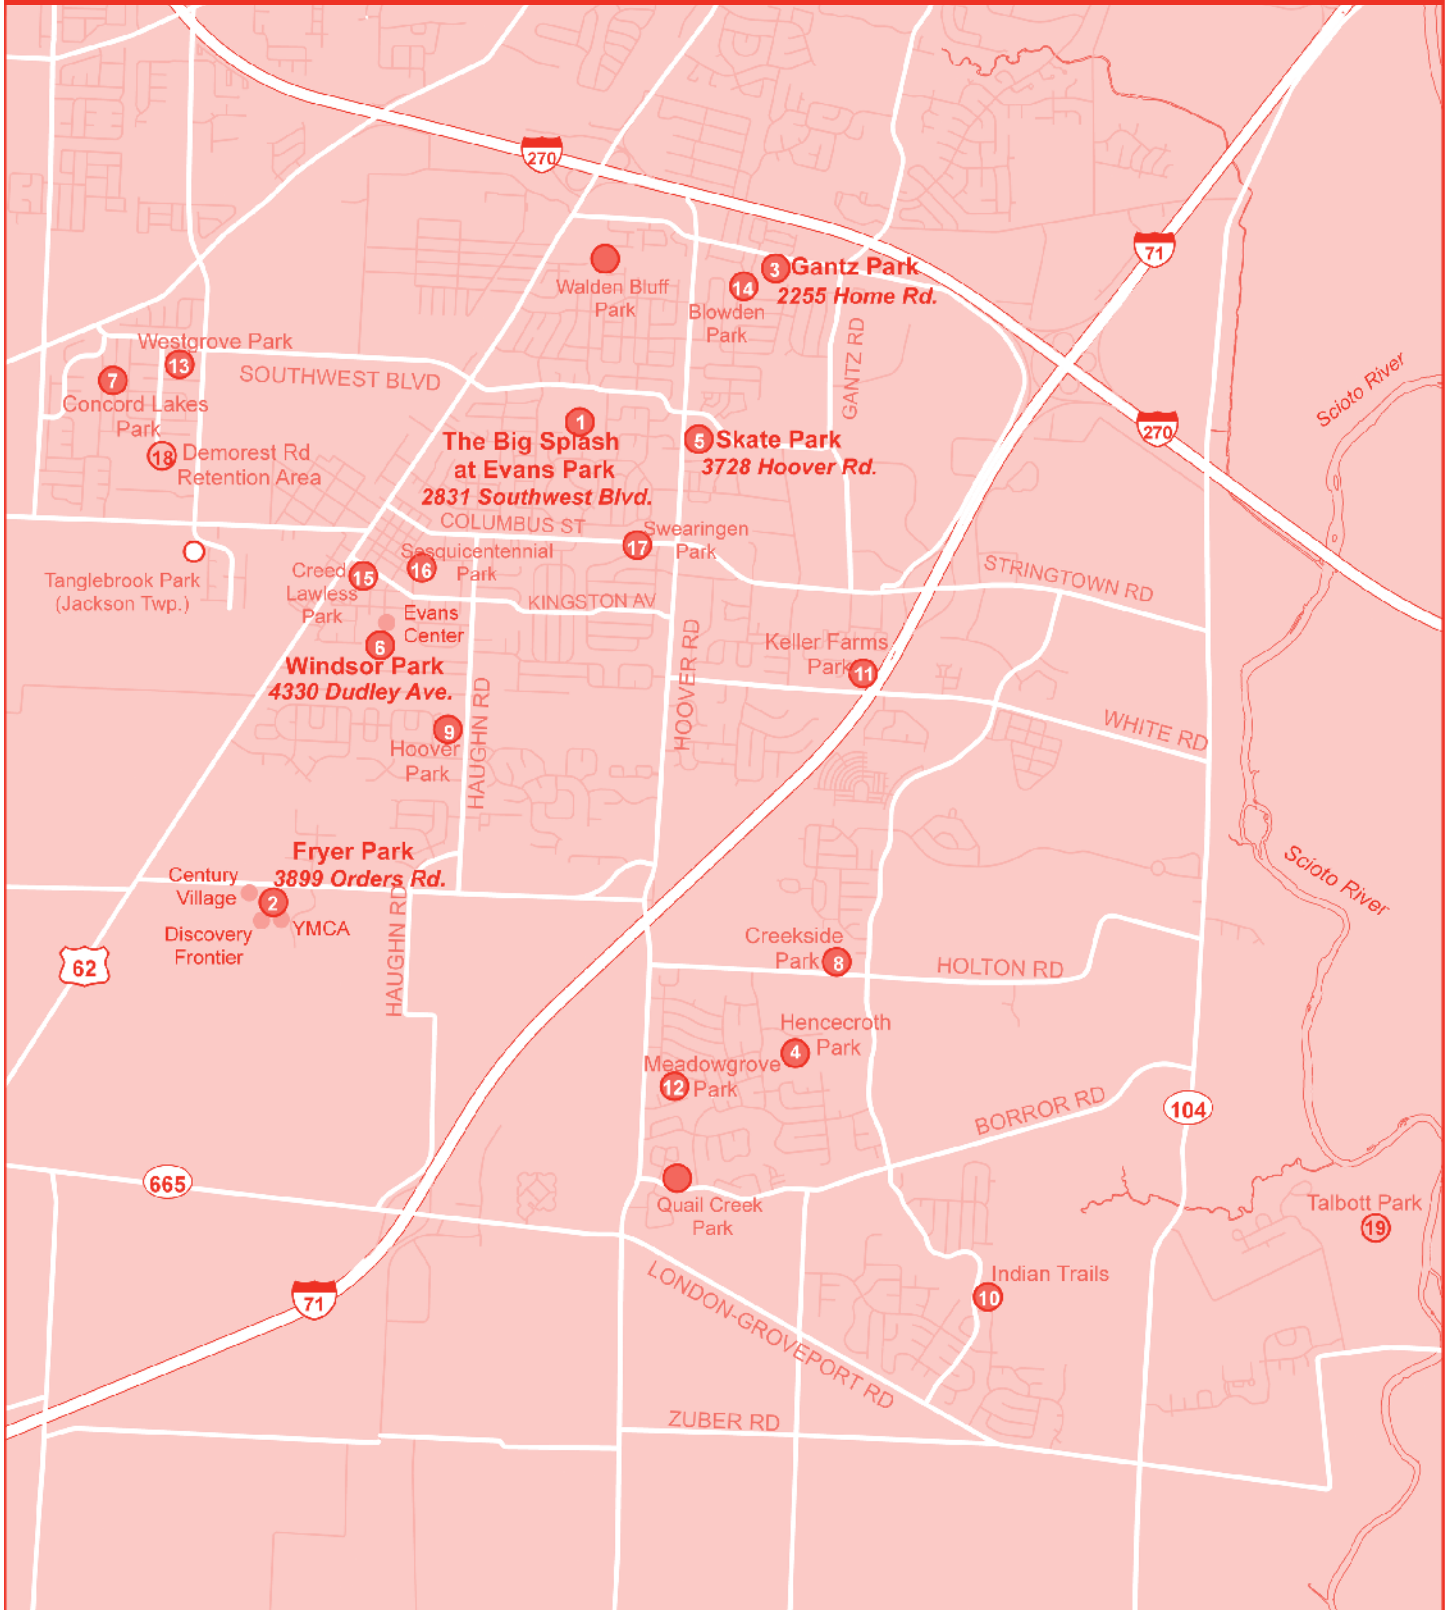 270
71
3
Gantz Park
2255 Home Rd.
Walden Bluff
Park
14
Blowden
Park
GANTZ RD
Westgrove Park
13
7
Concord Lakes
Park
SOUTHWEST BLVD
18
Demorest Rd
Retention Area
1
The Big Splash
at Evans Park
2831 Southwest Blvd.
5
Skate Park
3728 Hoover Rd.
270
Scioto River
COLUMBUS ST
Swearingen
Park
17
Tanglebrook Park
(Jackson Twp.)
Creed
Lawless
Park
15
Sesquicentennial
Park
16
KINGSTON AV
STRINGTOWN RD
Evans
Center
6
Windsor Park
4330 Dudley Ave.
HOOVER RD
Keller Farms
Park
11
WHITE RD
9
Hoover
Park
HAUGHN RD
Fryer Park
3899 Orders Rd.
Century
Village
2
YMCA
Discovery
Frontier
HAUGHN RD
62
Scioto River
Creekside
Park
8
HOLTON RD
Hencecroth
Park
4
Meadowgrove
Park
12
BORROR RD
104
665
Quail Creek
Park
Talbott Park
19
71
Indian Trails
10
LONDON-GROVEPORT RD
ZUBER RD